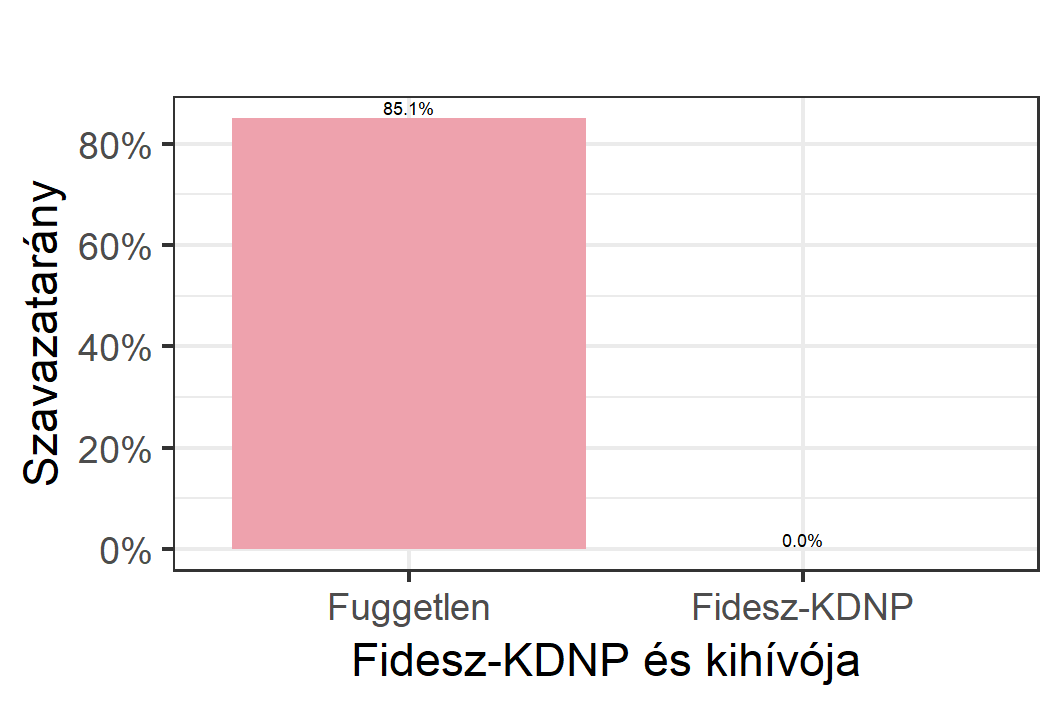 85.1%
80%
60%
40%
20%
0%
0.0%
Szavazatarány
Fuggetlen
Fidesz-KDNP
Fidesz-KDNP és kihívója